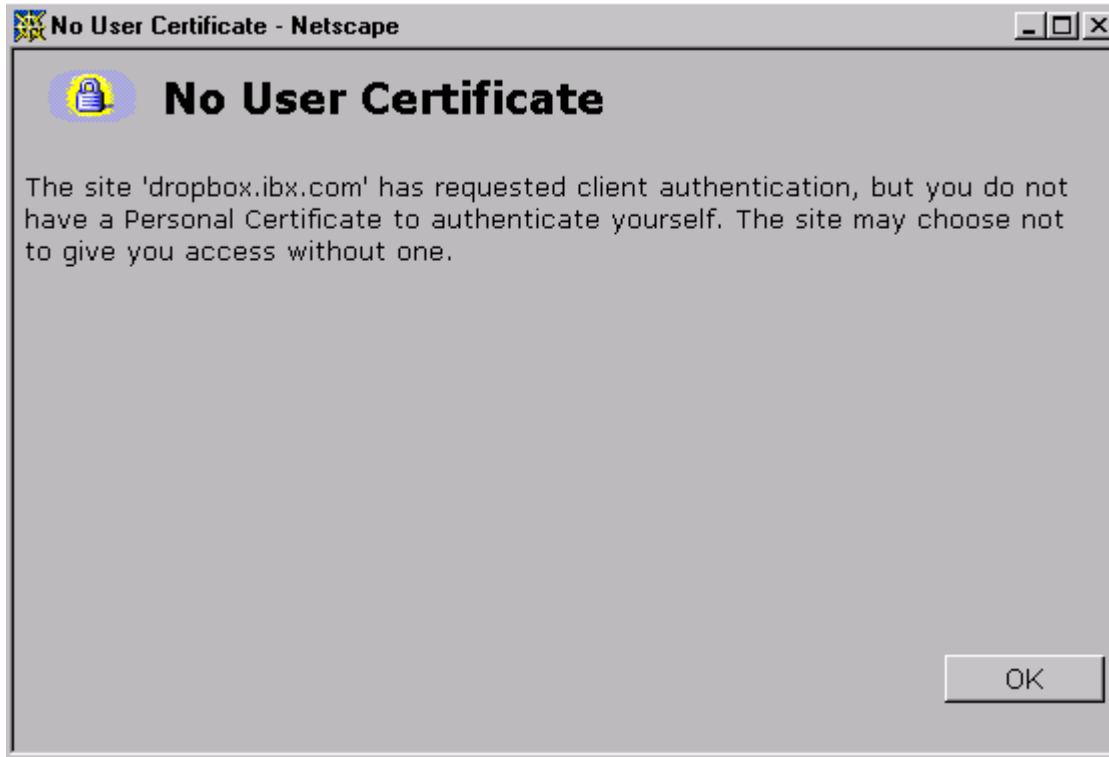 No User Certificate - Netscape
No User Certificate
The site 'dropbox.ibx.com' has requested client authentication, but you do not
have a Personal Certificate to authenticate yourself. The site may choose not
to give you access without one.
OK